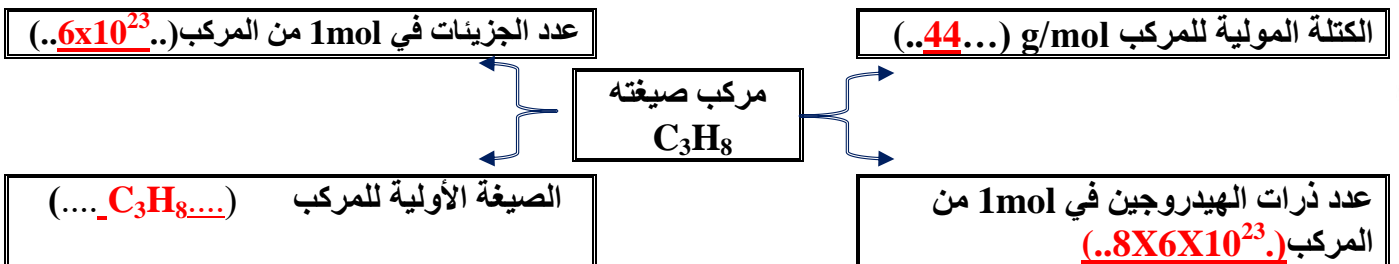 الكتلة المولية للمركب g/mol (…44..)
عدد الجزيئات في 1mol من المركب(..6x10²³..)
مركب صيغته
C₃H₈
عدد ذرات الهيدروجين في 1mol من
المركب(.8X6X10²³..)
الصيغة الأولية للمركب (....C₃H₈....)